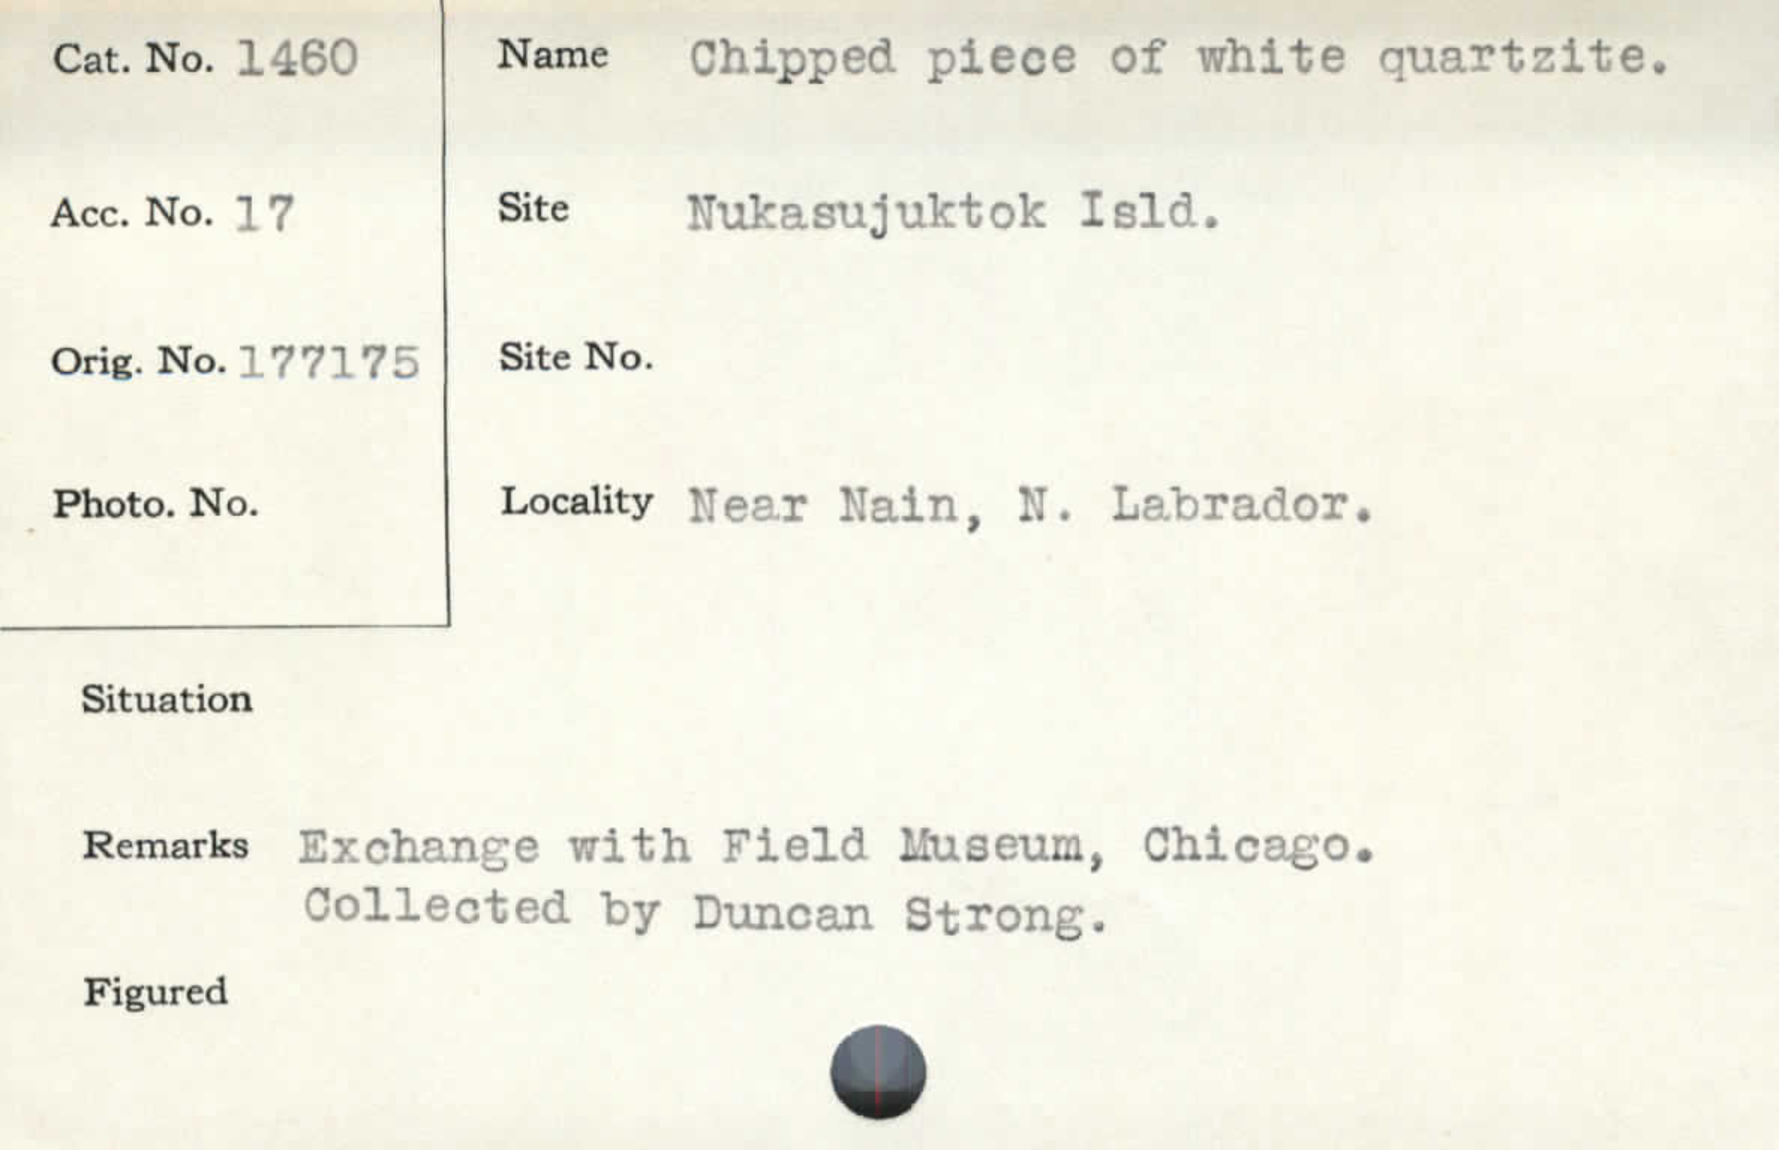 Cat. No. 1460
Name Chipped piece of white quartzite.
Acc. No. 17
Site Nukasujuktok Isld.
Orig. No. 177175
Site No.
Photo. No.
Locality Near Nain, N. Labrador.
Situation
Remarks Exchange with Field Museum, Chicago.
Collected by Duncan Strong.
Figured